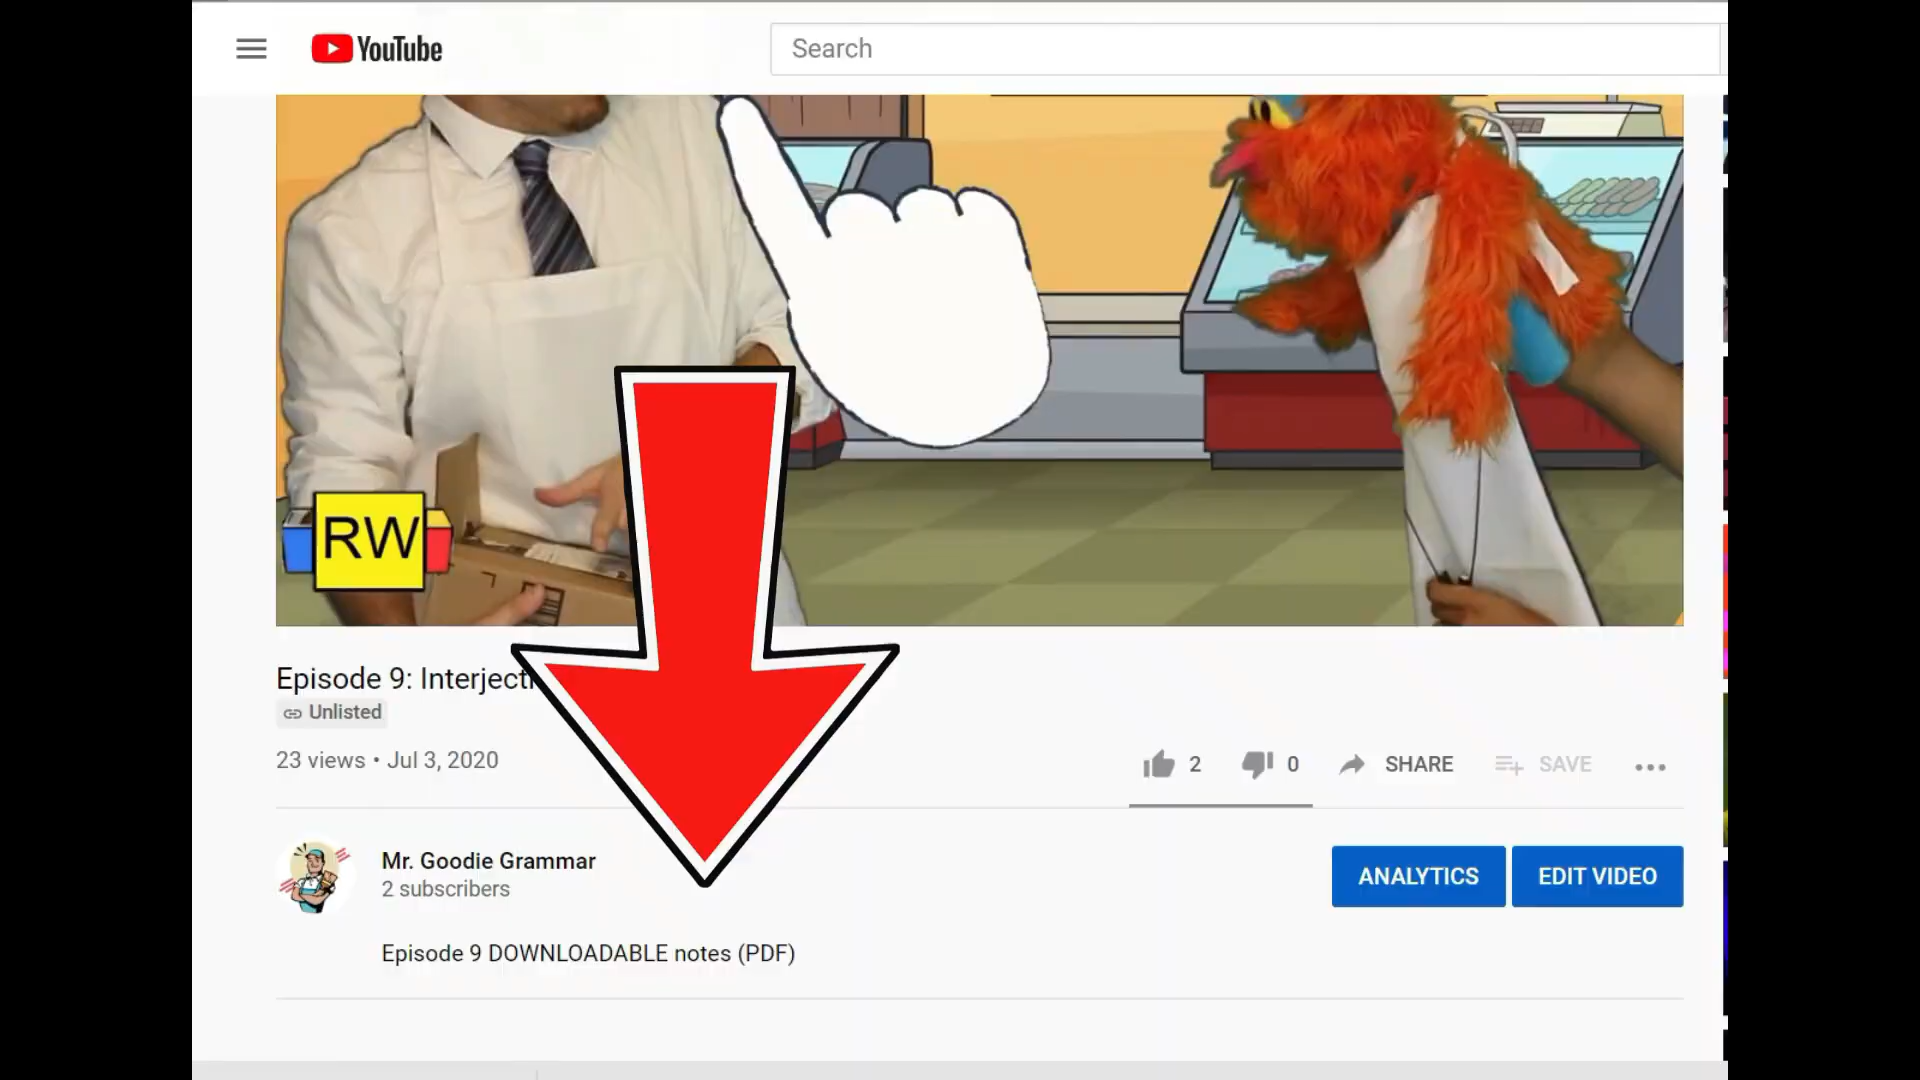 YouTube
Search
RW
Episode 9: Interject
Unlisted
23 views • Jul 3, 2020
2
0
SHARE
SAVE
Mr. Goodie Grammar
2 subscribers
ANALYTICS
EDIT VIDEO
Episode 9 DOWNLOADABLE notes (PDF)